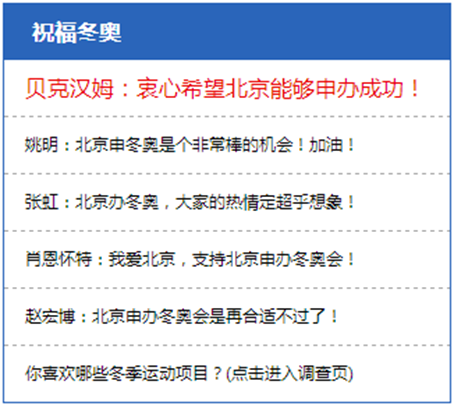 祝福冬奥
贝克汉姆：衷心希望北京能够申办成功！
姚明：北京申冬奥是个非常棒的机会！加油！
张虹：北京办冬奥，大家的热情定超乎想象！
肖恩怀特：我爱北京，支持北京申办冬奥会！
赵宏博：北京申办冬奥会是再合适不过了！
你喜欢哪些冬季运动项目？(点击进入调查页)